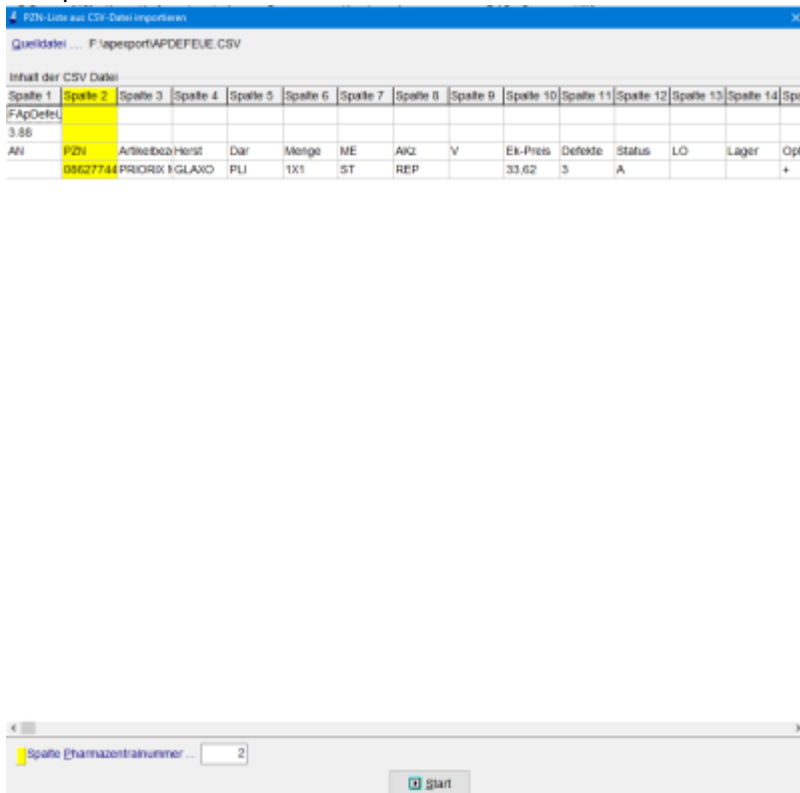 PZN-Liste aus CSV-Datei importieren
Quelldatei ... F:\apexport\APDEFEUE.CSV
Inhalt der CSV Datei
Spalte 1 Spalte 2 Spalte 3 Spalte 4 Spalte 5 Spalte 6 Spalte 7 Spalte 8 Spalte 9 Spalte 10 Spalte 11 Spalte 12 Spalte 13 Spalte 14 Spa
FApDefeU
3.88
AN PZN Artikelbez Herst Dar Menge ME AKz V Ek-Preis Defekte Status LO Lager Opt
08627744 PRIORIX GLAXO PLI 1X1 ST REP 33,62 3 A +
Spalte Pharmazentralnummer ... 2
Start